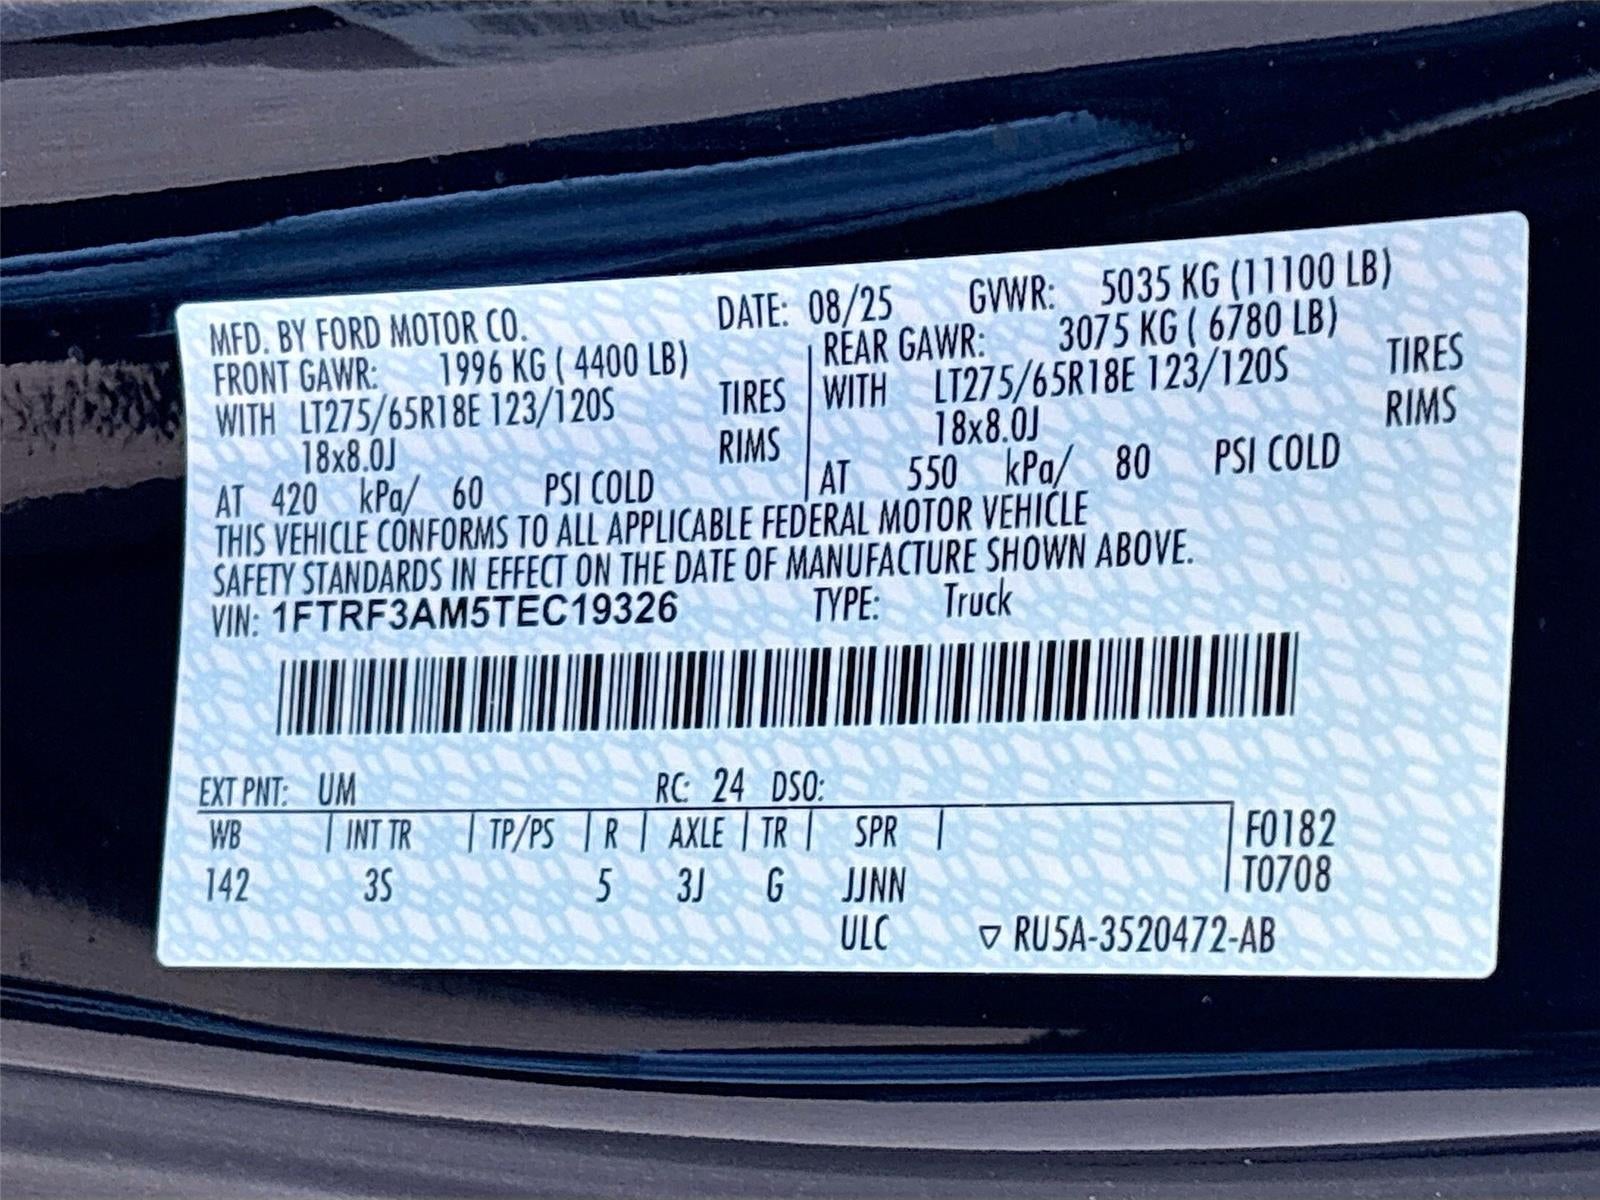 MFD. BY FORD MOTOR CO. DATE: 08/25 GVWR: 5035 KG (11100 LB)
FRONT GAWR: 1996 KG ( 4400 LB) REAR GAWR: 3075 KG ( 6780 LB)
WITH LT275/65R18E 123/120S TIRES WITH LT275/65R18E 123/120S TIRES
18x8.0J RIMS 18x8.0J RIMS
AT 420 kPa/ 60 PSI COLD AT 550 kPa/ 80 PSI COLD
THIS VEHICLE CONFORMS TO ALL APPLICABLE FEDERAL MOTOR VEHICLE
SAFETY STANDARDS IN EFFECT ON THE DATE OF MANUFACTURE SHOWN ABOVE.
VIN: 1FTRF3AM5TEC19326 TYPE: Truck
EXT PNT: UM RC: 24 DSO:
WB | INT TR | TP/PS | R | AXLE | TR | SPR | F0182
142 3S 5 3J G JJNN T0708
ULC ▽ RU5A-3520472-AB